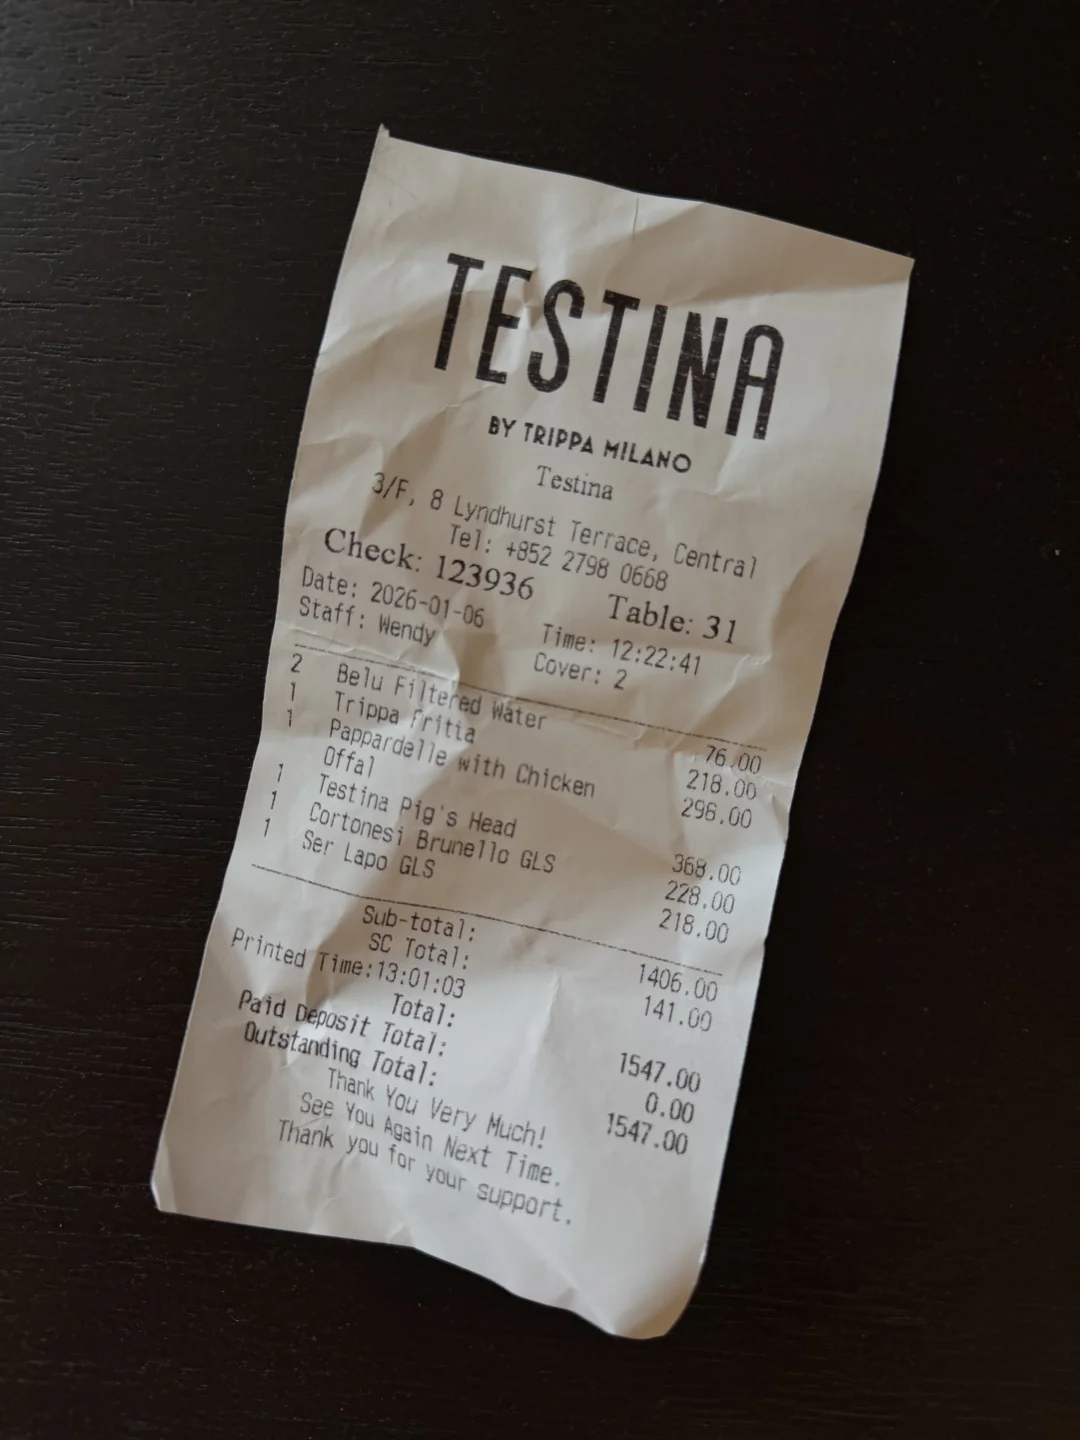 TESTINA
BY TRIPPA MILANO
Testina
3/F, 8 Lyndhurst Terrace, Central
Tel: +852 2798 0668
Check: 123936 Table: 31
Date: 2026-01-06 Time: 12:22:41
Staff: Wendy Cover: 2
2 Belu Filtered Water 76.00
1 Trippa Fritia 218.00
1 Pappardelle with Chicken 298.00
Offal
1 Testina Pig's Head 368.00
1 Cortonesi Brunello GLS 228.00
1 Ser Lapo GLS 218.00
Sub-total: 1406.00
SC Total: 141.00
Printed Time:13:01:03
Total: 1547.00
Paid Deposit Total: 0.00
Outstanding Total: 1547.00
Thank You Very Much!
See You Again Next Time.
Thank you for your support.